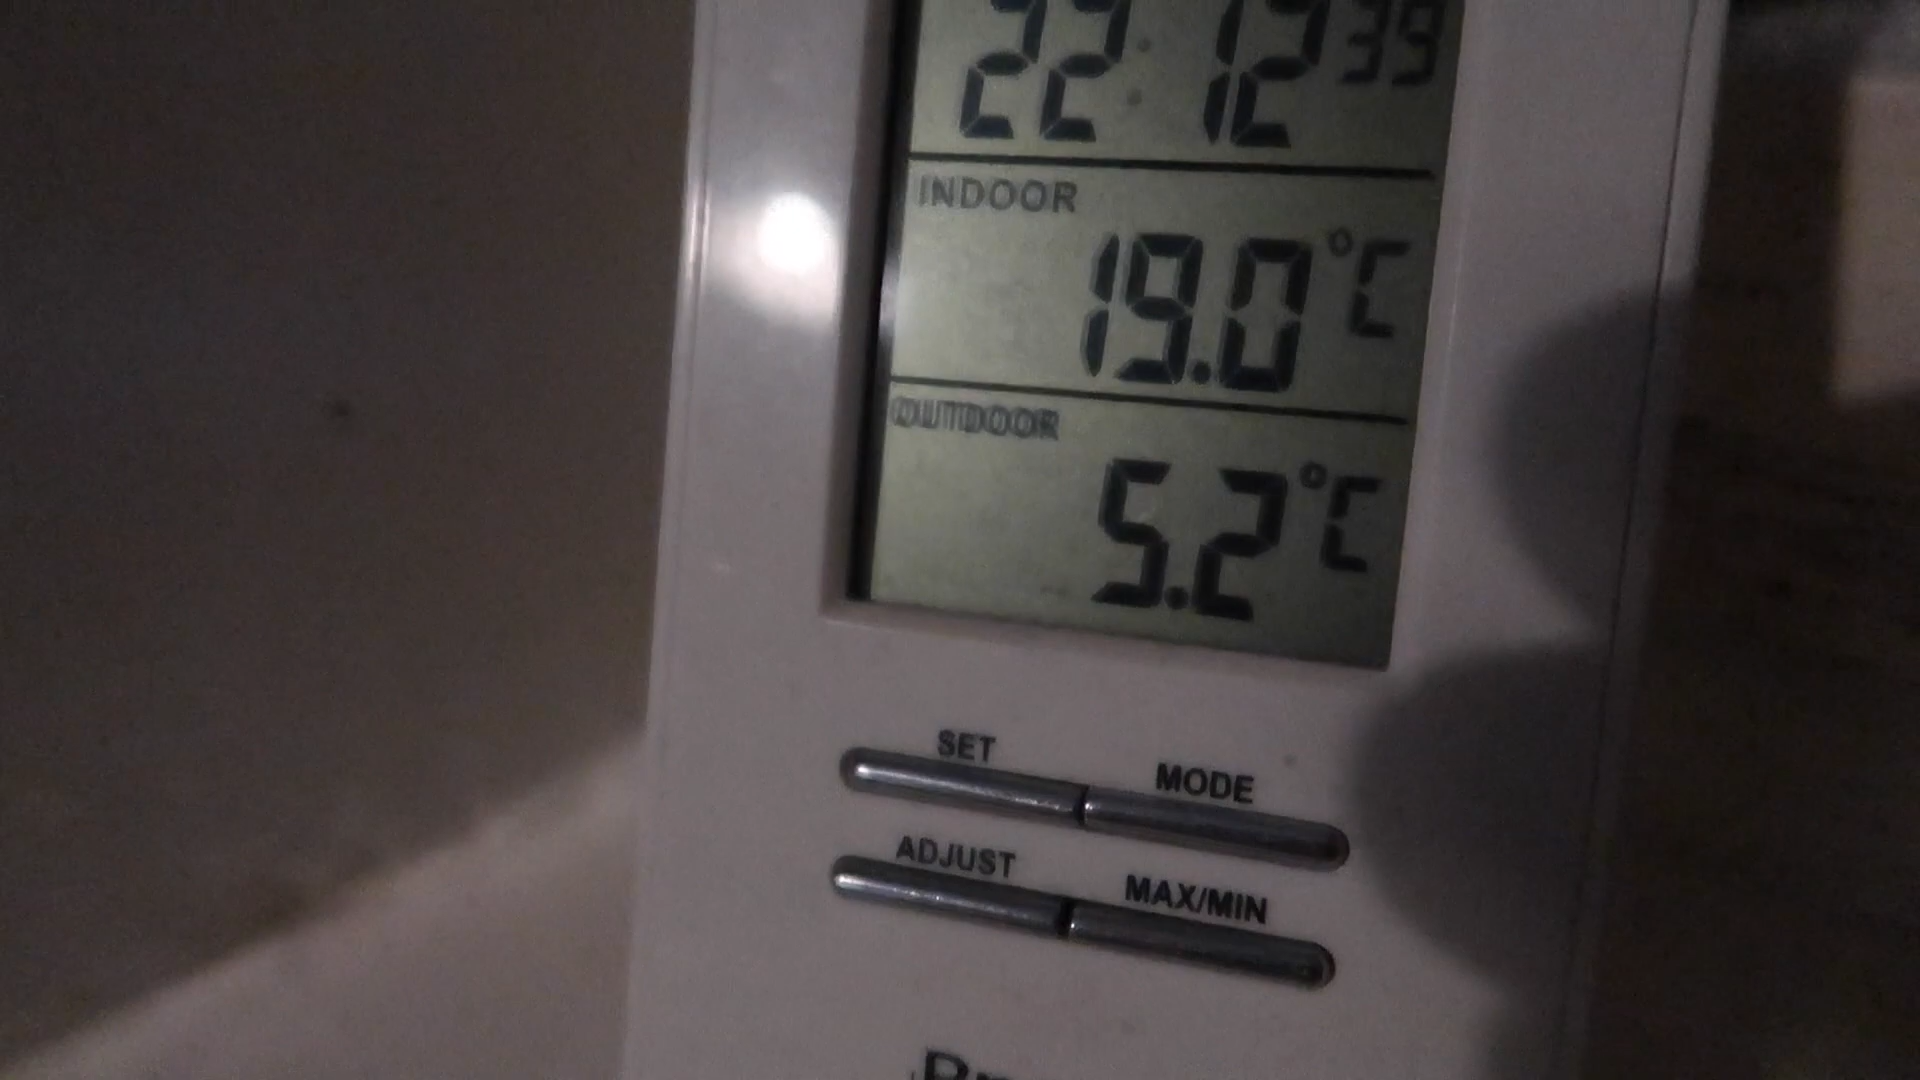 22:12 39
INDOOR
19.0 °C
OUTDOOR
5.2 °C
SET
MODE
ADJUST
MAX/MIN